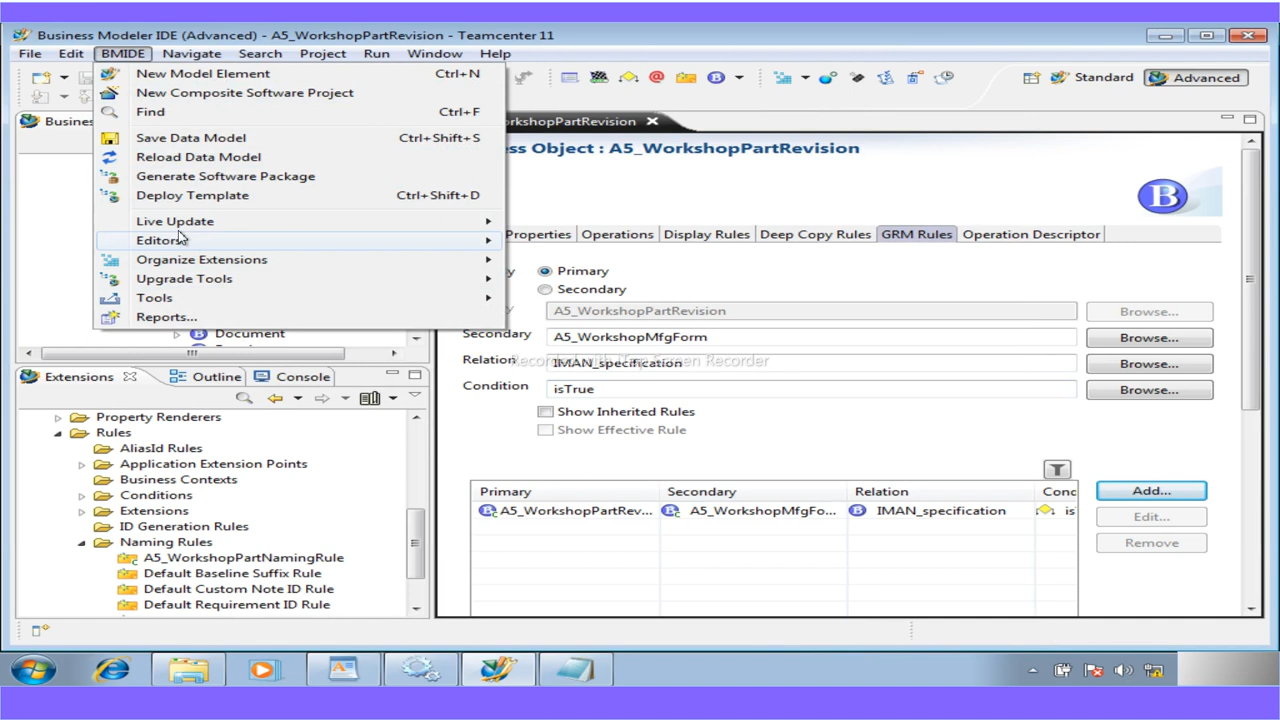 Business Modeler IDE (Advanced) - A5_WorkshopPartRevision - Teamcenter 11
File Edit BMIDE Navigate Search Project Run Window Help
New Model Element Ctrl+N
New Composite Software Project
Find Ctrl+F
Save Data Model Ctrl+Shift+S
Reload Data Model
Generate Software Package
Deploy Template Ctrl+Shift+D
Live Update
Editors
Organize Extensions
Upgrade Tools
Tools
Reports...
Standard Advanced
Document
Extensions Outline Console
Property Renderers
Rules
AliasId Rules
Application Extension Points
Business Contexts
Conditions
Extensions
ID Generation Rules
Naming Rules
A5_WorkshopPartNamingRule
Default Baseline Suffix Rule
Default Custom Note ID Rule
Default Requirement ID Rule
Object : A5_WorkshopPartRevision
Properties Operations Display Rules Deep Copy Rules GRM Rules Operation Descriptor
Primary
Secondary
A5_WorkshopPartRevision Browse...
Secondary A5_WorkshopMfgForm Browse...
Relation IMAN_specification Browse...
Recorded with iTop Screen Recorder
Condition isTrue Browse...
Show Inherited Rules
Show Effective Rule
Primary Secondary Relation Conc
A5_WorkshopPartRev... A5_WorkshopMfgFo... IMAN_specification is
Add...
Edit...
Remove